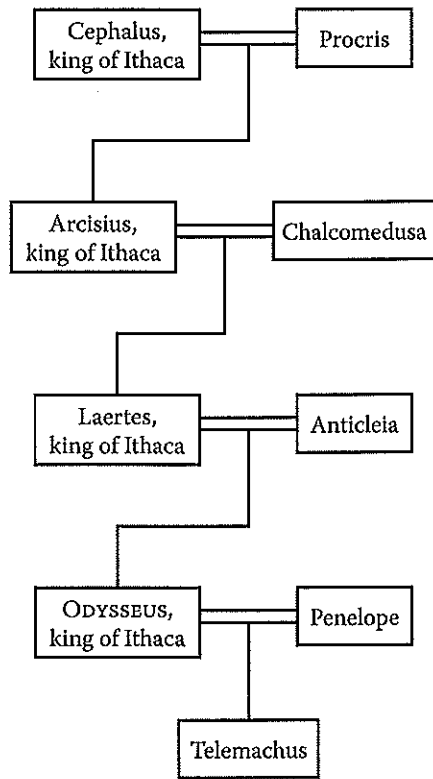 Cephalus,
king of Ithaca
Procris
Arcisius,
king of Ithaca
Chalcomedusa
Laertes,
king of Ithaca
Anticleia
ODYSSEUS,
king of Ithaca
Penelope
Telemachus